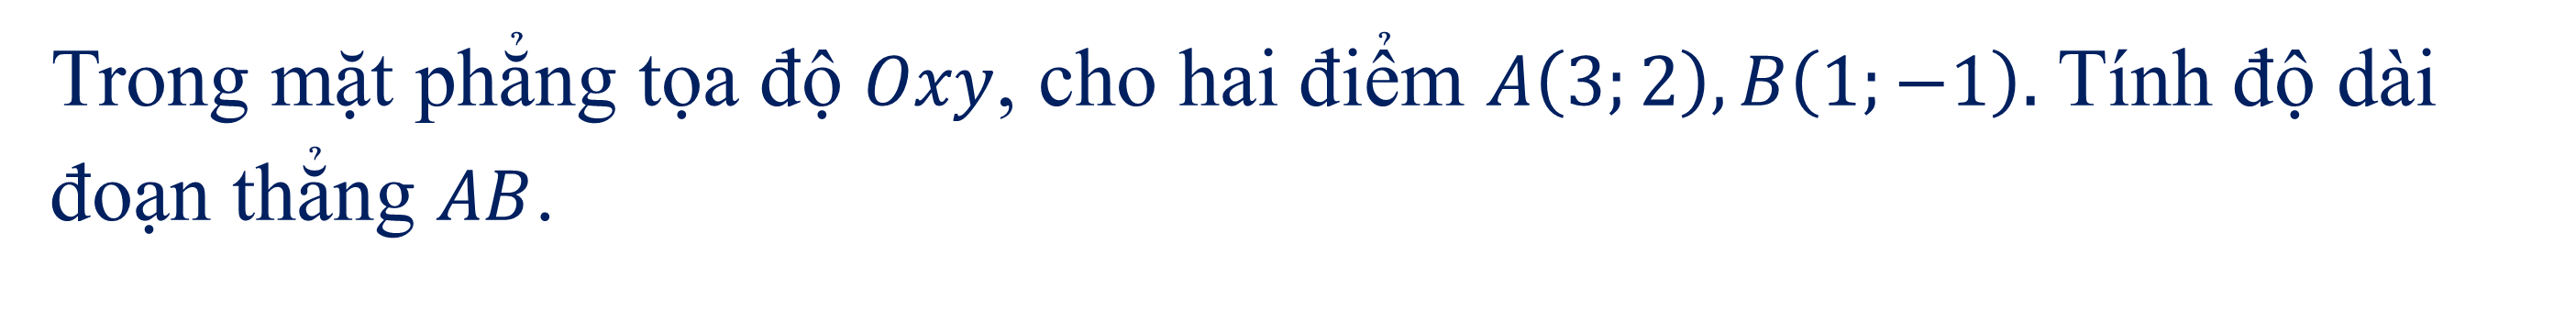 Trong mặt phẳng tọa độ Oxy, cho hai điểm A(3; 2), B(1; −1). Tính độ dài
đoạn thẳng AB.